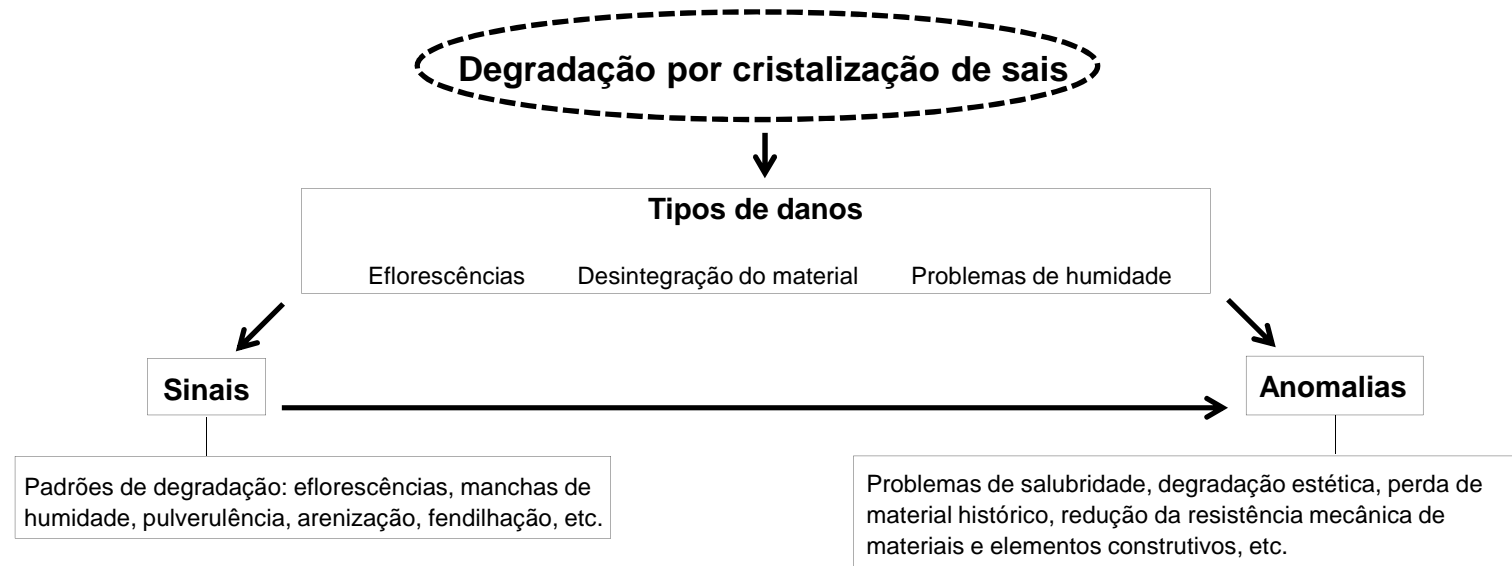 Degradação por cristalização de sais
Tipos de danos
Eflorescências Desintegração do material Problemas de humidade
Sinais
Anomalias
Padrões de degradação: eflorescências, manchas de
humidade, pulverulência, arenização, fendilhação, etc.
Problemas de salubridade, degradação estética, perda de
material histórico, redução da resistência mecânica de
materiais e elementos construtivos, etc.